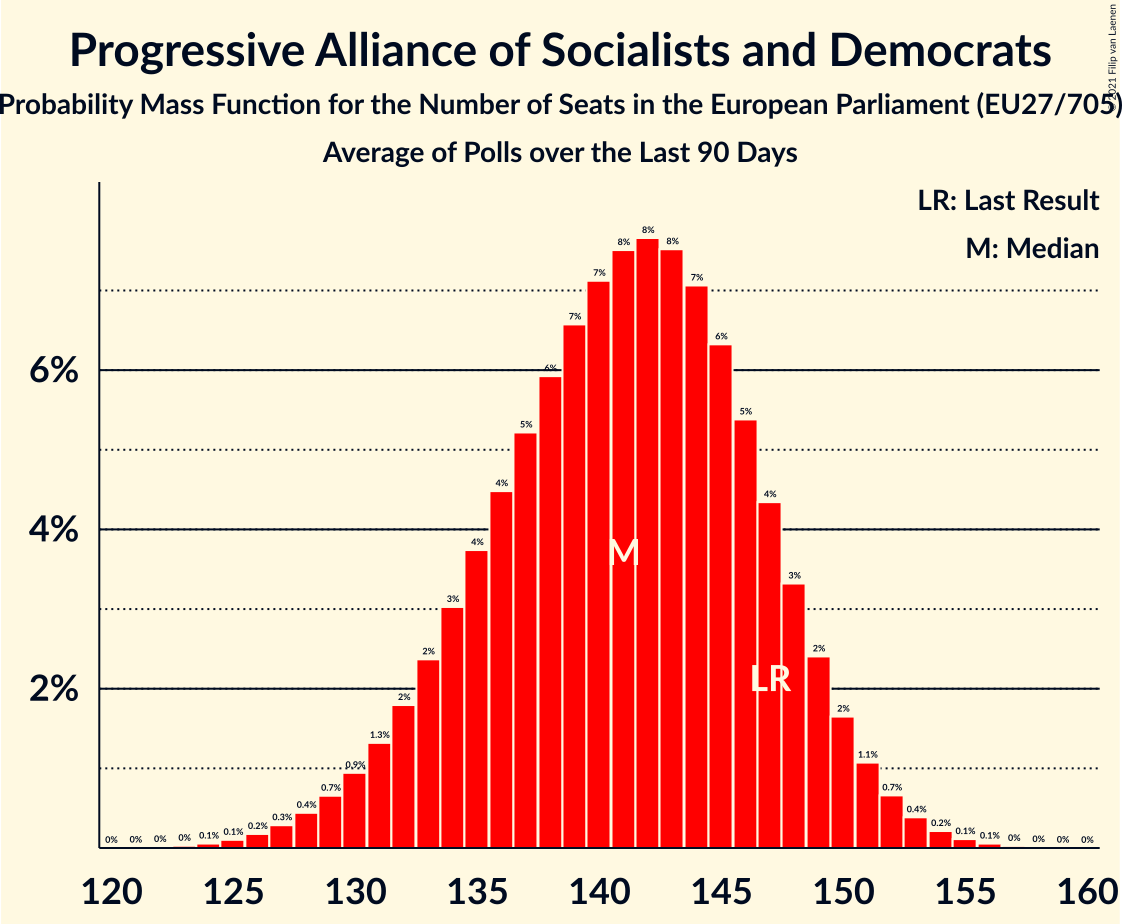 Progressive Alliance of Socialists and Democrats
Probability Mass Function for the Number of Seats in the European Parliament (EU27/705)
Average of Polls over the Last 90 Days
© 2021 Filip van Laenen
LR: Last Result
M: Median
0% 0% 0% 0% 0.1% 0.1% 0.2% 0.3% 0.4% 0.7% 0.9% 1.3% 2% 2% 3% 4% 4% 5% 6% 7% 7% 8% 8% 8% 7% 6% 5% 4% 3% 2% 2% 1.1% 0.7% 0.4% 0.2% 0.1% 0.1% 0% 0% 0% 0%
6%
4%
2%
M
LR
120 125 130 135 140 145 150 155 160